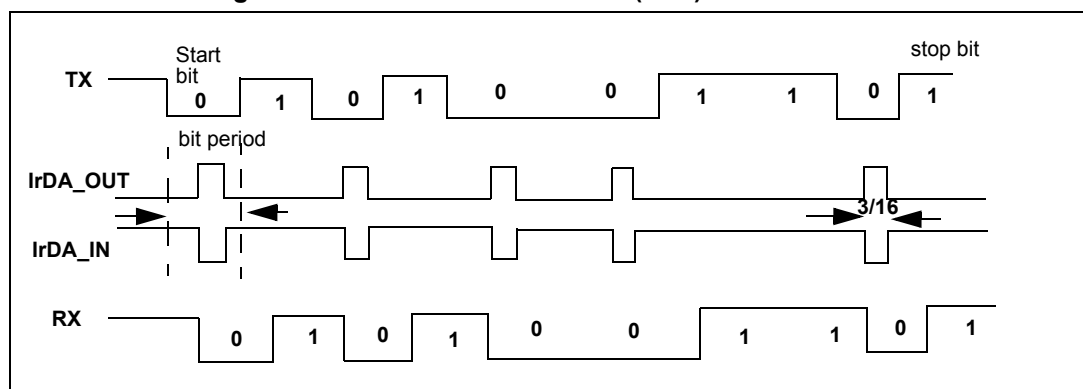 Start
bit
stop bit
TX
0 1 0 1 0 0 1 1 0 1
bit period
IrDA_OUT
3/16
IrDA_IN
RX
0 1 0 1 0 0 1 1 0 1